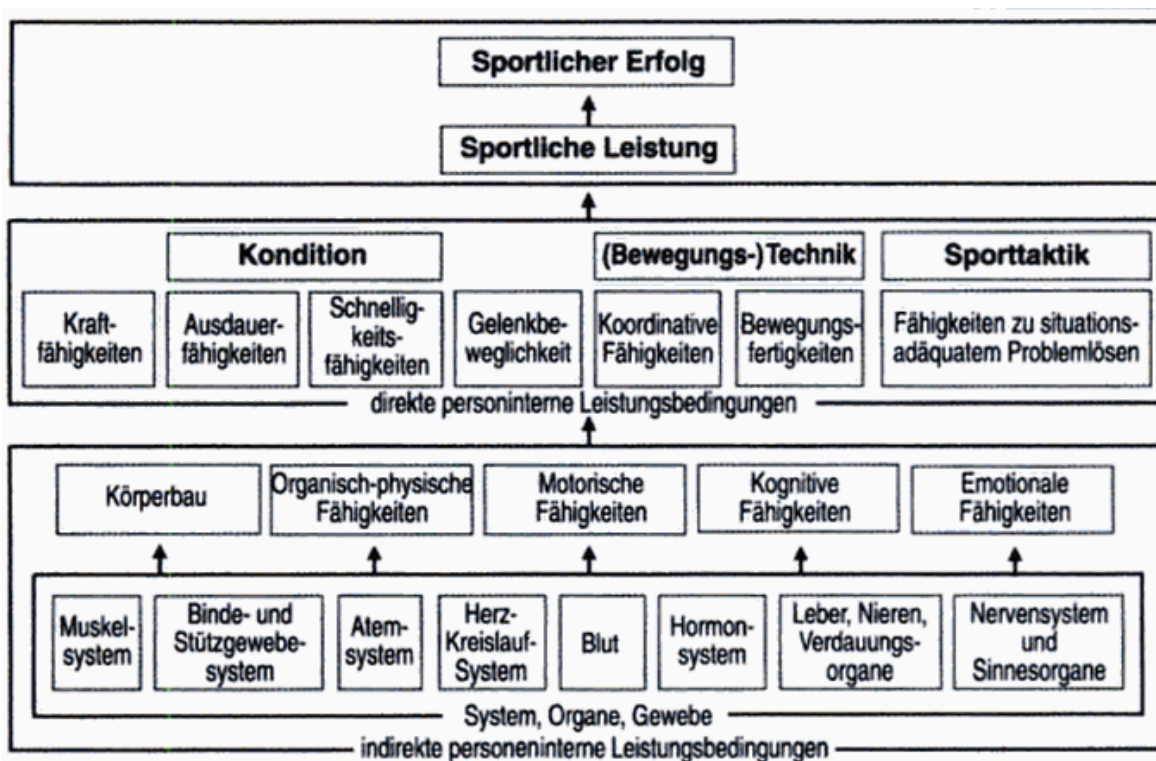 Sportlicher Erfolg
Sportliche Leistung
Kondition
(Bewegungs-)Technik
Sporttaktik
Kraft-
fähigkeiten
Ausdauer-
fähigkeiten
Schnellig-
keits-
fähigkeiten
Gelenkbe-
weglichkeit
Koordinative
Fähigkeiten
Bewegungs-
fertigkeiten
Fähigkeiten zu situations-
adäquatem Problemlösen
direkte personinterne Leistungsbedingungen
Körperbau
Organisch-physische
Fähigkeiten
Motorische
Fähigkeiten
Kognitive
Fähigkeiten
Emotionale
Fähigkeiten
Muskel-
system
Binde- und
Stützgewebe-
system
Atem-
system
Herz-
Kreislauf-
System
Blut
Hormon-
system
Leber, Nieren,
Verdauungs-
organe
Nervensystem
und
Sinnesorgane
System, Organe, Gewebe
indirekte personeninterne Leistungsbedingungen